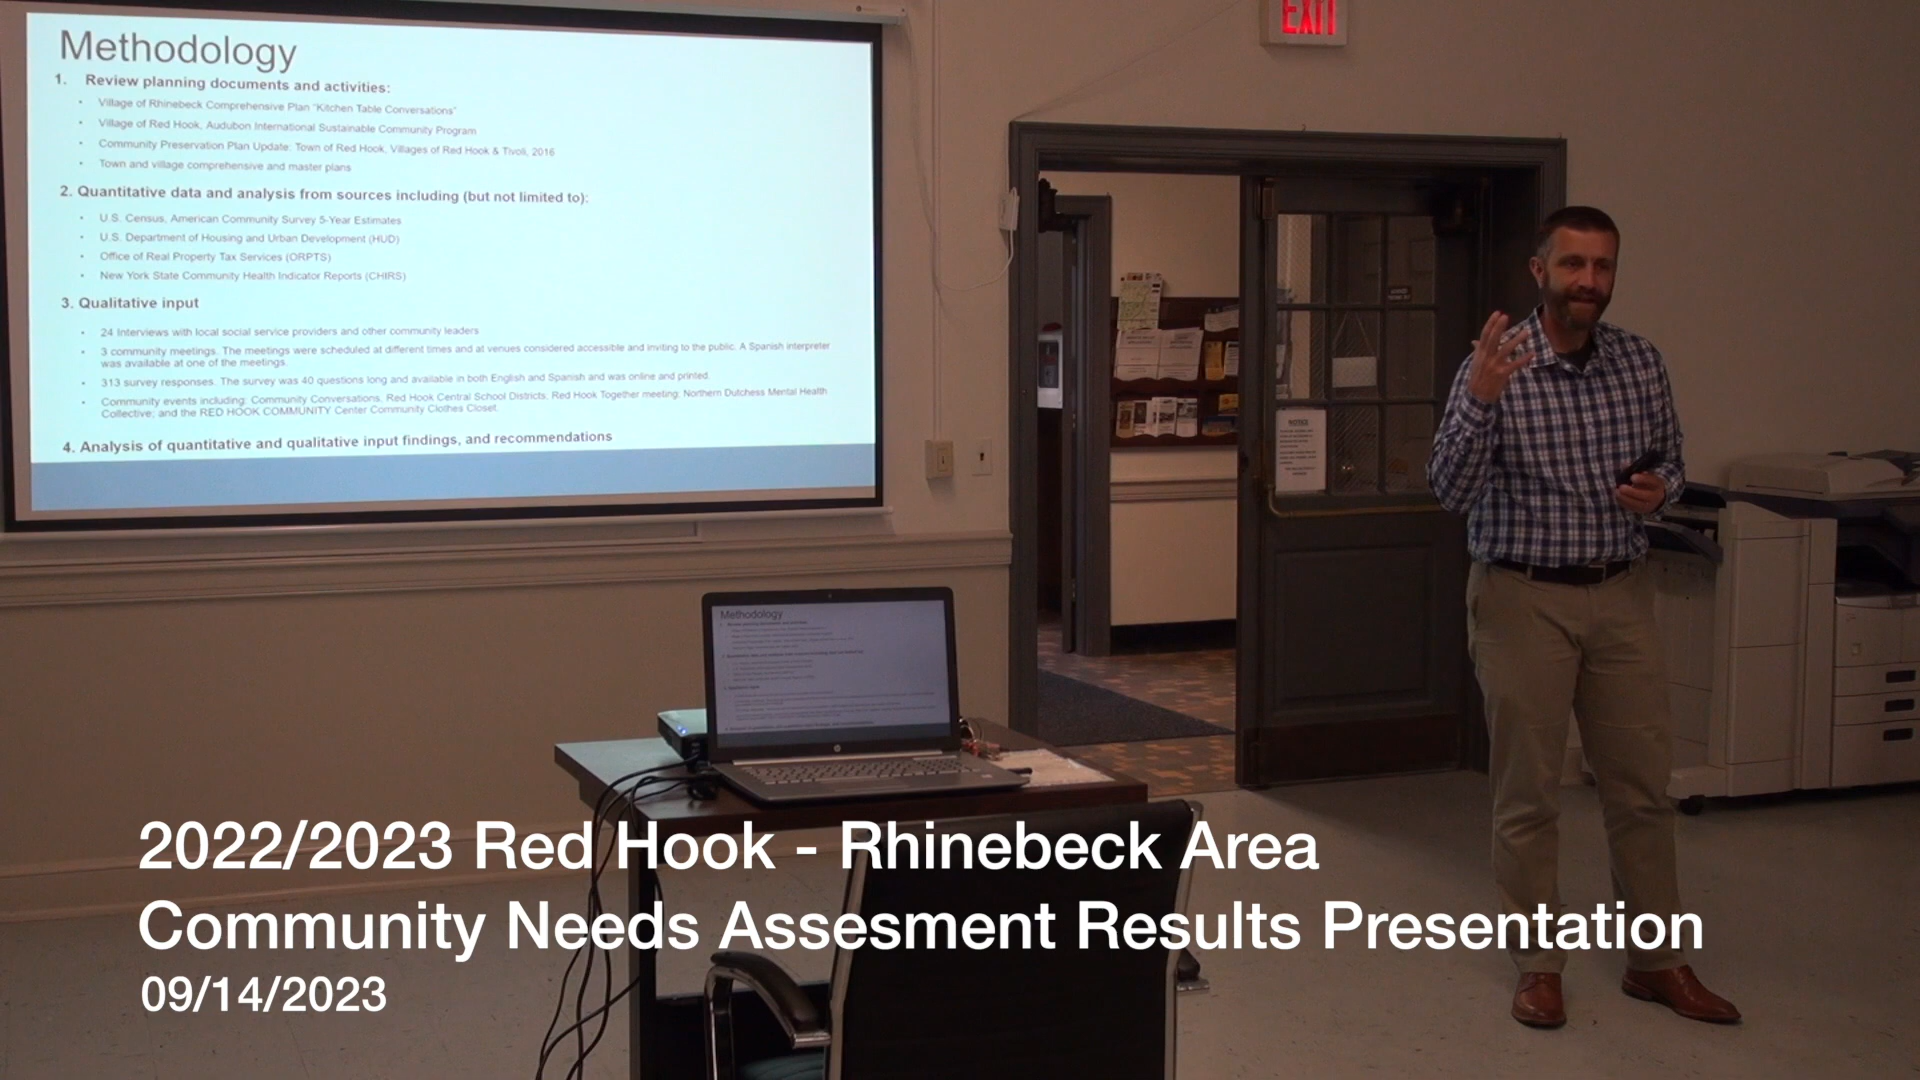 EXIT
Methodology
1. Review planning documents and activities:
• Village of Rhinebeck Comprehensive Plan "Kitchen Table Conversations"
• Village of Red Hook, Audubon International Sustainable Community Program
• Community Preservation Plan Update: Town of Red Hook, Villages of Red Hook & Tivoli, 2016
• Town and village comprehensive and master plans
2. Quantitative data and analysis from sources including (but not limited to):
• U.S. Census, American Community Survey 5-Year Estimates
• U.S. Department of Housing and Urban Development (HUD)
• Office of Real Property Tax Services (ORPTS)
• New York State Community Health Indicator Reports (CHIRS)
3. Qualitative input
• 24 Interviews with local social service providers and other community leaders
• 3 community meetings. The meetings were scheduled at different times and at venues considered accessible and inviting to the public. A Spanish interpreter
was available at one of the meetings.
• 313 survey responses. The survey was 40 questions long and available in both English and Spanish and was online and printed.
• Community events including: Community Conversations, Red Hook Central School Districts, Red Hook Together meeting; Northern Dutchess Mental Health
Collective; and the RED HOOK COMMUNITY Center Community Clothes Closet.
4. Analysis of quantitative and qualitative input findings, and recommendations
NOTICE
Methodology
hp
2022/2023 Red Hook - Rhinebeck Area
Community Needs Assesment Results Presentation
09/14/2023